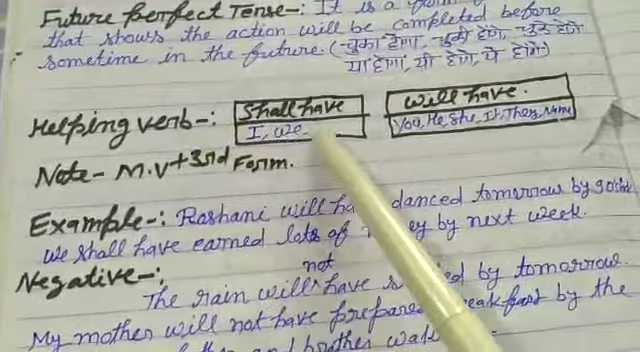 Future Perfect Tense-: It is a
that shows the action will be completed before
sometime in the future (चुका होगा, चुकी होगी, चुके होंगे
या होगा, यी होगी, ये होंगे)
Helping verb-: Shall have will have.
I, we. You, He, She, It, They, Name
Note- M.V+3rd Form.
Example-: Roshani will danced tomorrow by
we shall have earned lots of by next week.
Negative-: not
The rain will have by tomorrow.
My mother will not have breakfast by the
and brother